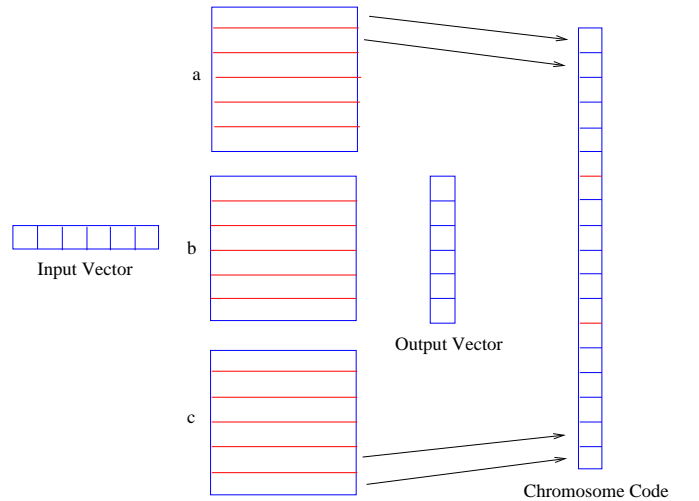 a
b
Input Vector
Output Vector
c
Chromosome Code